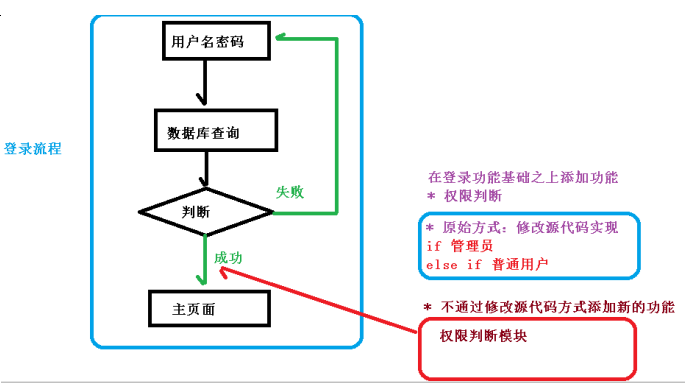 用户名密码
数据库查询
登录流程
失败
判断
成功
主页面
在登录功能基础之上添加功能
* 权限判断
* 原始方式：修改源代码实现
if 管理员
else if 普通用户
* 不通过修改源代码方式添加新的功能
权限判断模块